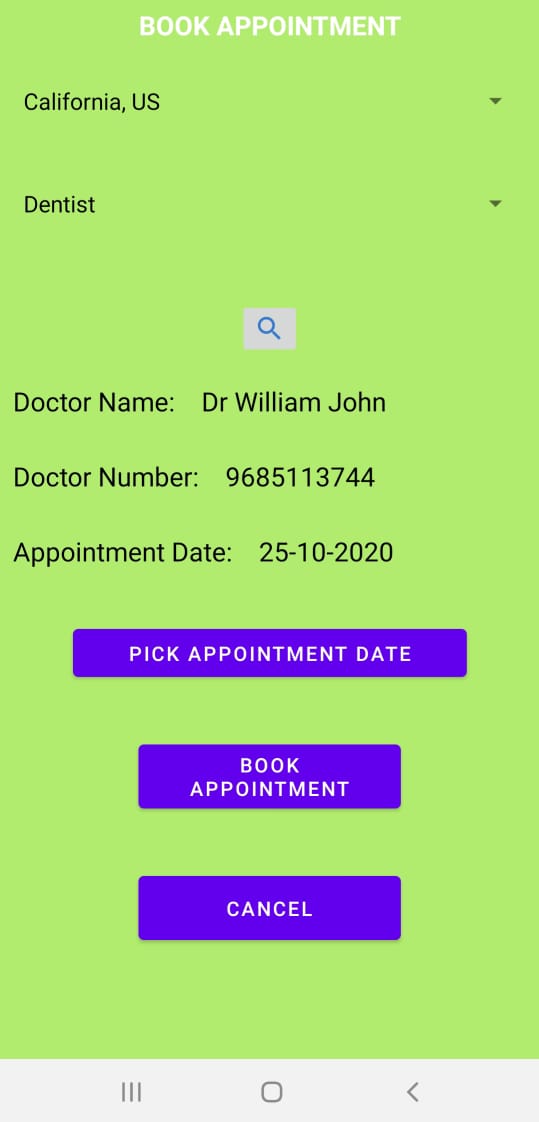 BOOK APPOINTMENT
California, US
Dentist
Doctor Name: Dr William John
Doctor Number: 9685113744
Appointment Date: 25-10-2020
PICK APPOINTMENT DATE
BOOK
APPOINTMENT
CANCEL